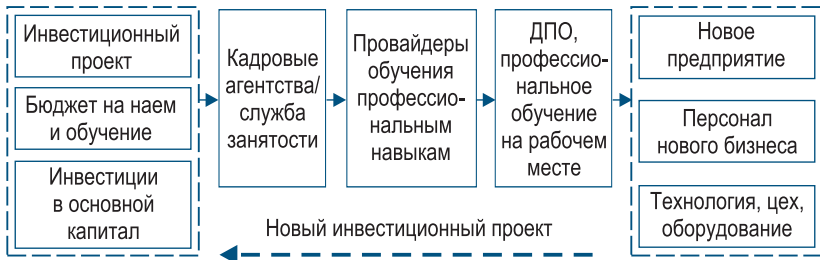 Инвестиционный
проект
Бюджет на наем
и обучение
Инвестиции
в основной
капитал
Кадровые
агентства/
служба
занятости
Провайдеры
обучения
профессио-
нальным
навыкам
ДПО,
профессио-
нальное
обучение
на рабочем
месте
Новое
предприятие
Персонал
нового бизнеса
Технология, цех,
оборудование
Новый инвестиционный проект